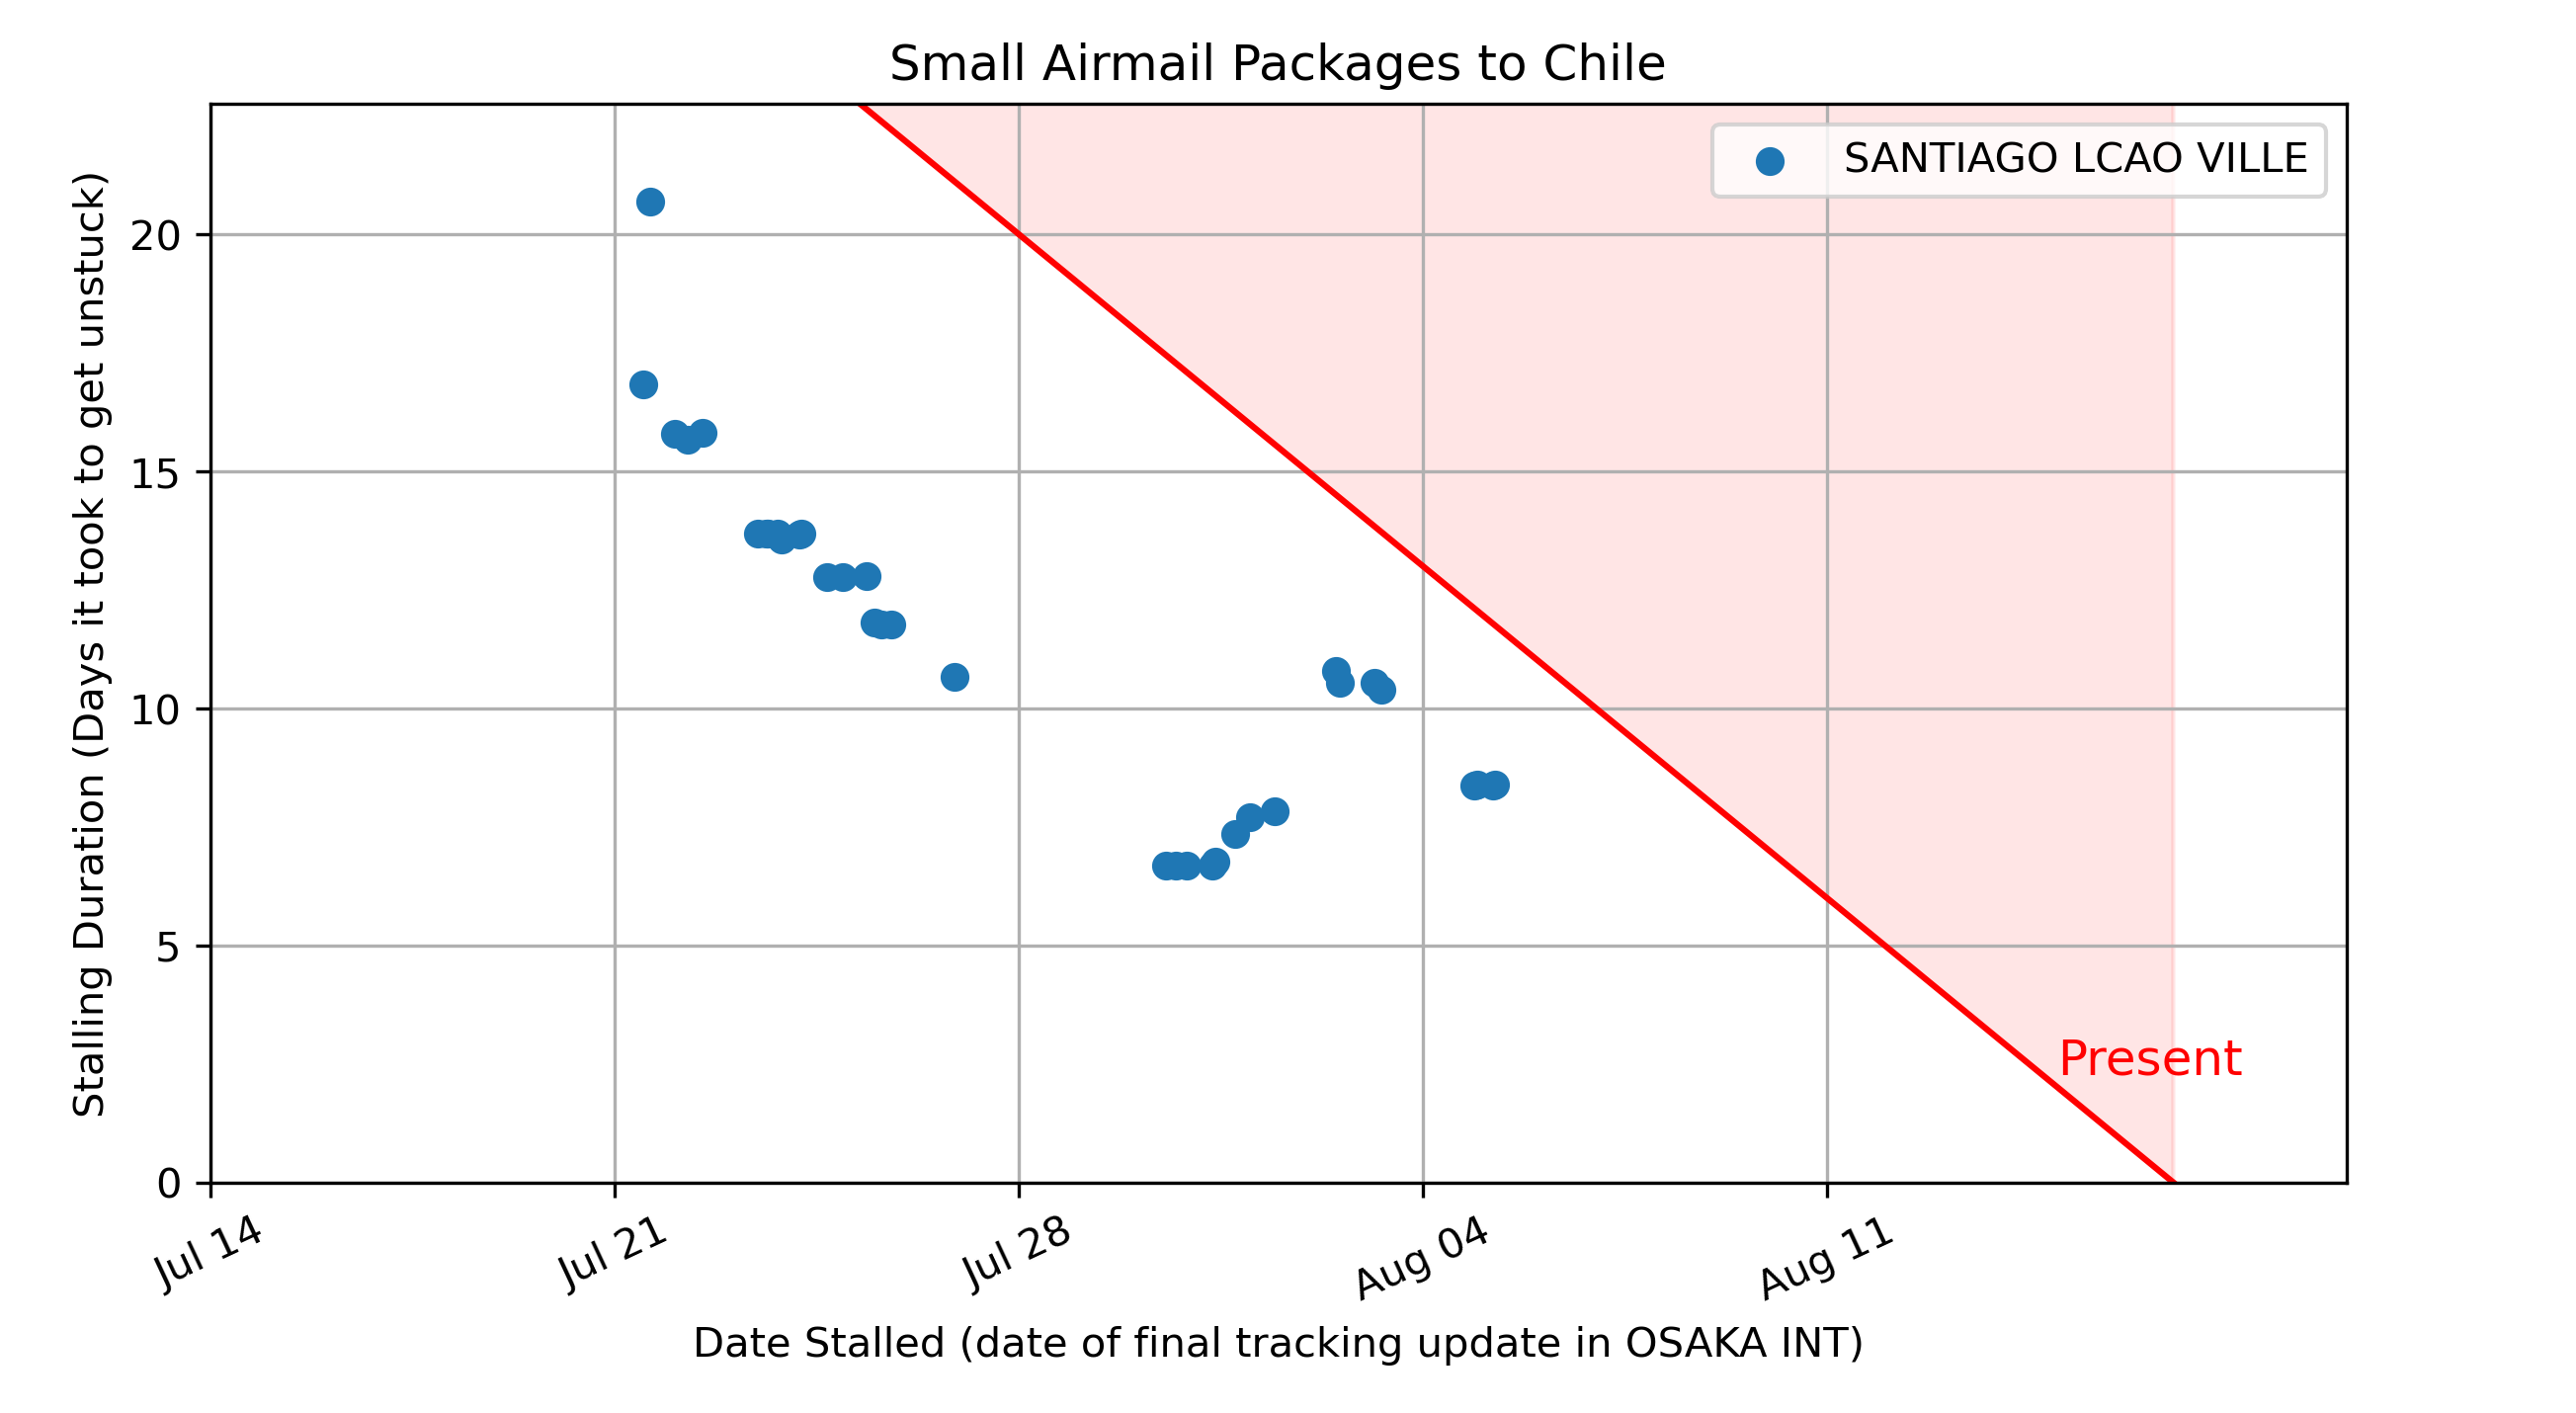 Small Airmail Packages to Chile
SANTIAGO LCAO VILLE
Stalling Duration (Days it took to get unstuck)
20
15
10
5
0
Present
Jul 14
Jul 21
Jul 28
Aug 04
Aug 11
Date Stalled (date of final tracking update in OSAKA INT)